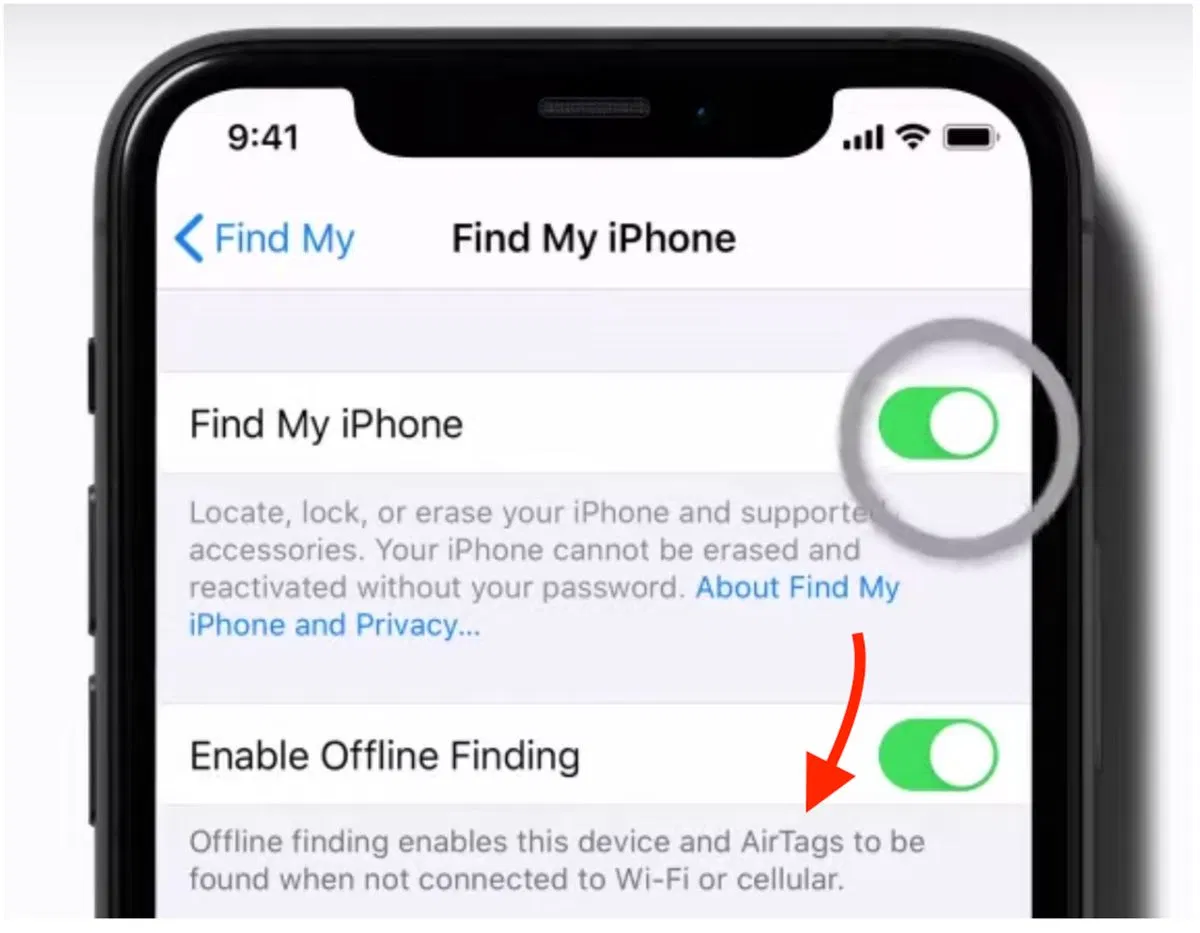 9:41
Find My
Find My iPhone
Find My iPhone
Locate, lock, or erase your iPhone and supported
accessories. Your iPhone cannot be erased and
reactivated without your password. About Find My
iPhone and Privacy...
Enable Offline Finding
Offline finding enables this device and AirTags to be
found when not connected to Wi-Fi or cellular.